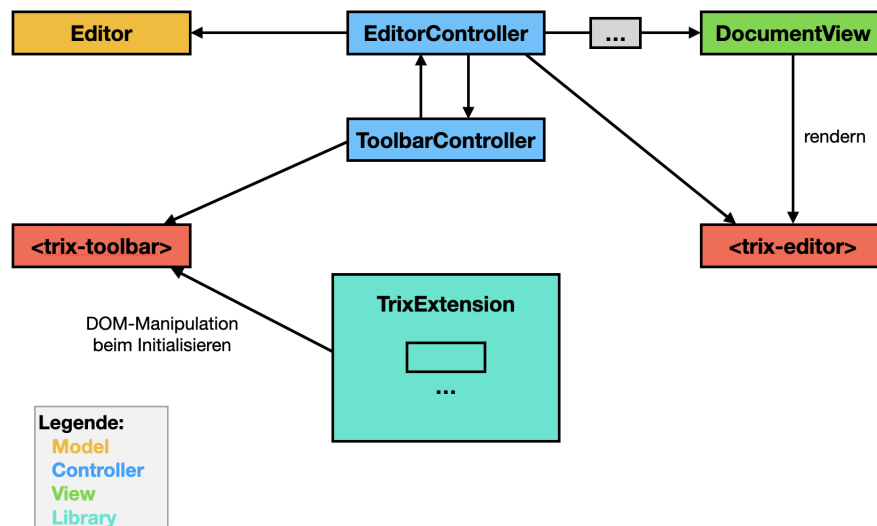 Editor
EditorController
...
DocumentView
ToolbarController
rendern
<trix-toolbar>
<trix-editor>
TrixExtension
DOM-Manipulation
beim Initialisieren
...
Legende:
Model
Controller
View
Library